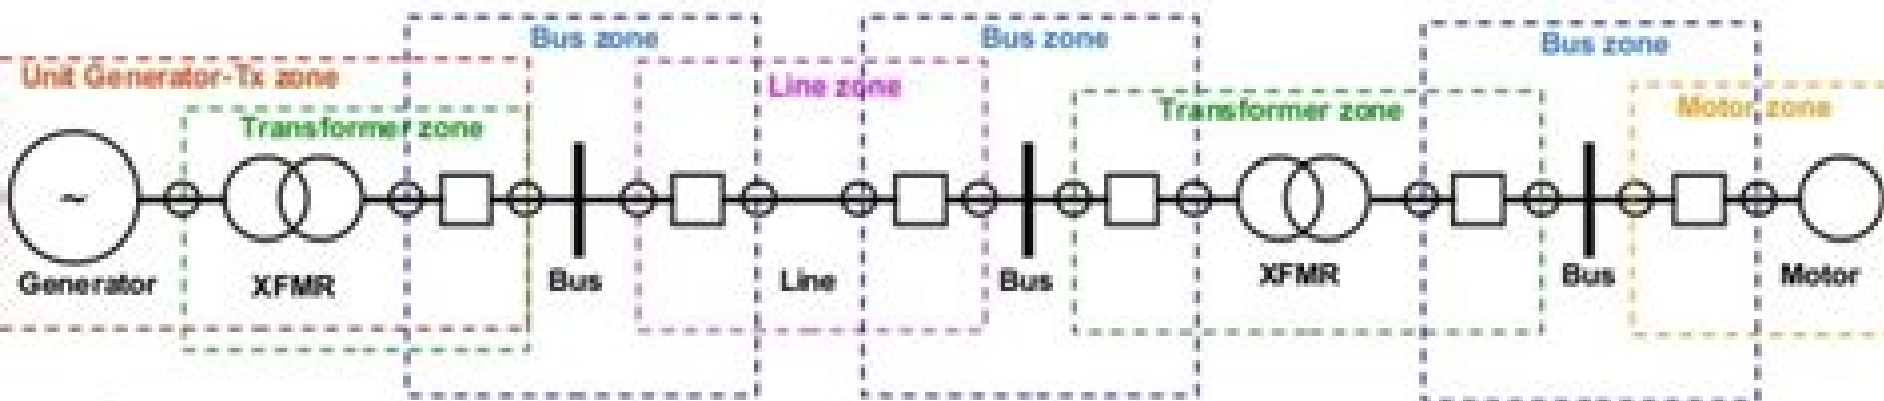 Bus zone
Bus zone
Bus zone
Unit Generator-Tx zone
Line zone
Transformer zone
Motor zone
Transformer zone
~
Generator
XFMR
Bus
Line
Bus
XFMR
Bus
Motor